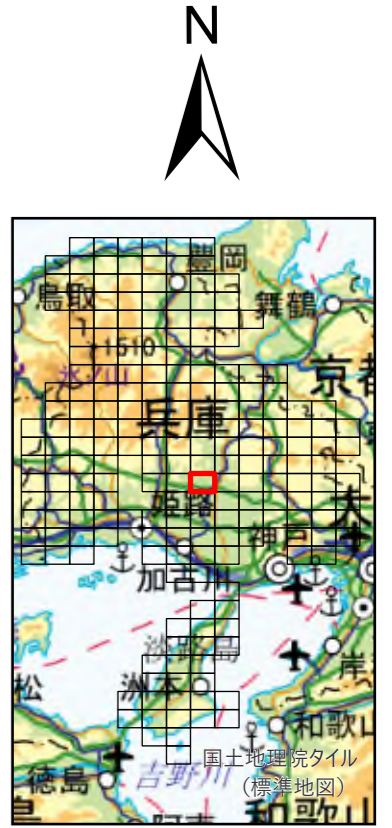 N
豊岡
鳥取
舞鶴
1510
氷ノ山
京都
兵庫
姫路
神戸
大
加古川
淡路島
洲本
松
岸
和歌山
国土地理院タイル
(標準地図)
徳島
吉野川
和歌山